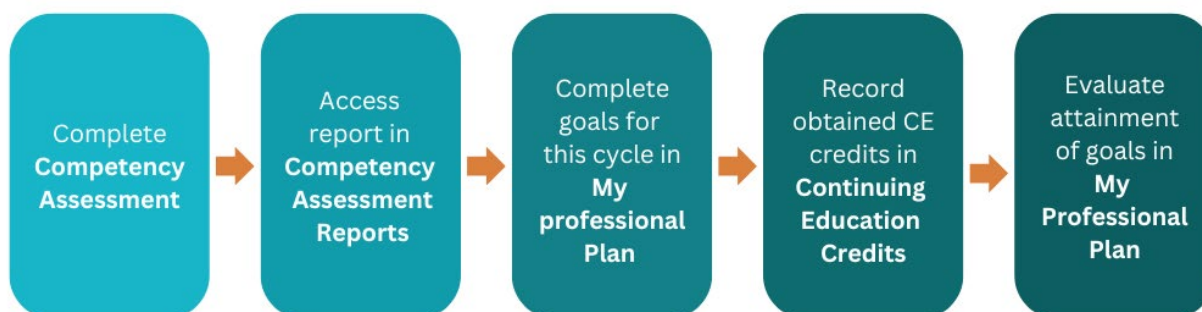 Complete
Competency
Assessment
Access
report in
Competency
Assessment
Reports
Complete
goals for
this cycle in
My
professional
Plan
Record
obtained CE
credits in
Continuing
Education
Credits
Evaluate
attainment
of goals in
My
Professional
Plan